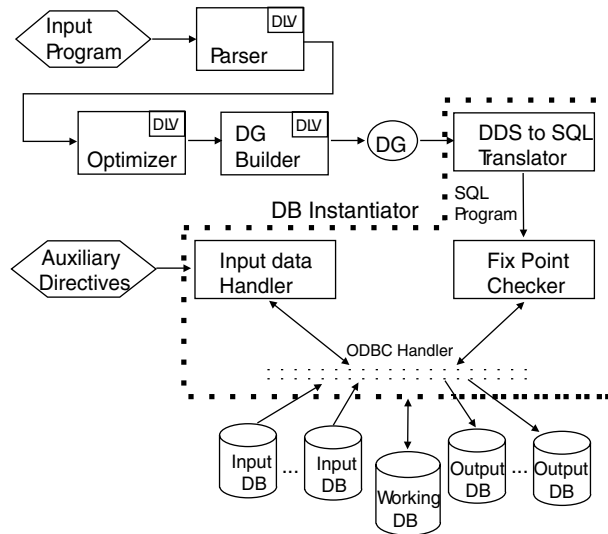 Input
Program
DLV
Parser
DLV
Optimizer
DLV
DG
Builder
DG
DDS to SQL
Translator
SQL
Program
DB Instantiator
Auxiliary
Directives
Input data
Handler
Fix Point
Checker
ODBC Handler
Input
DB
...
Input
DB
Working
DB
Output
DB
...
Output
DB